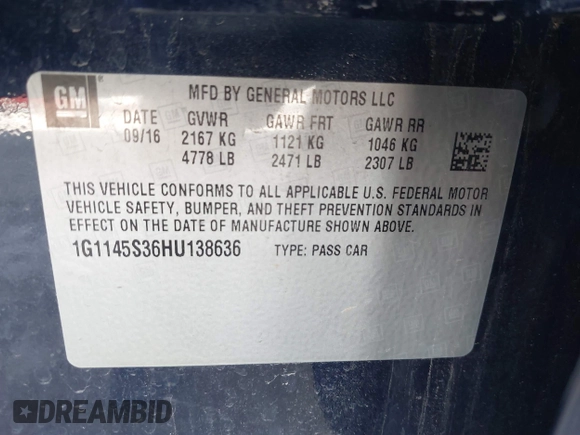 GM
MFD BY GENERAL MOTORS LLC
DATE GVWR GAWR FRT GAWR RR
09/16 2167 KG 1121 KG 1046 KG
4778 LB 2471 LB 2307 LB
THIS VEHICLE CONFORMS TO ALL APPLICABLE U.S. FEDERAL MOTOR
VEHICLE SAFETY, BUMPER, AND THEFT PREVENTION STANDARDS IN
EFFECT ON THE DATE OF MANUFACTURE SHOWN ABOVE.
1G1145S36HU138636 TYPE: PASS CAR
DREAMBID